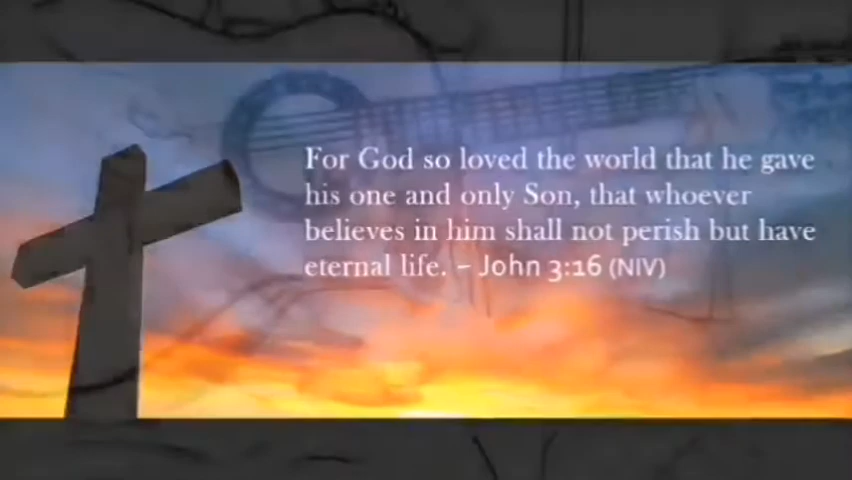 For God so loved the world that he gave
his one and only Son, that whoever
believes in him shall not perish but have
eternal life. – John 3:16 (NIV)